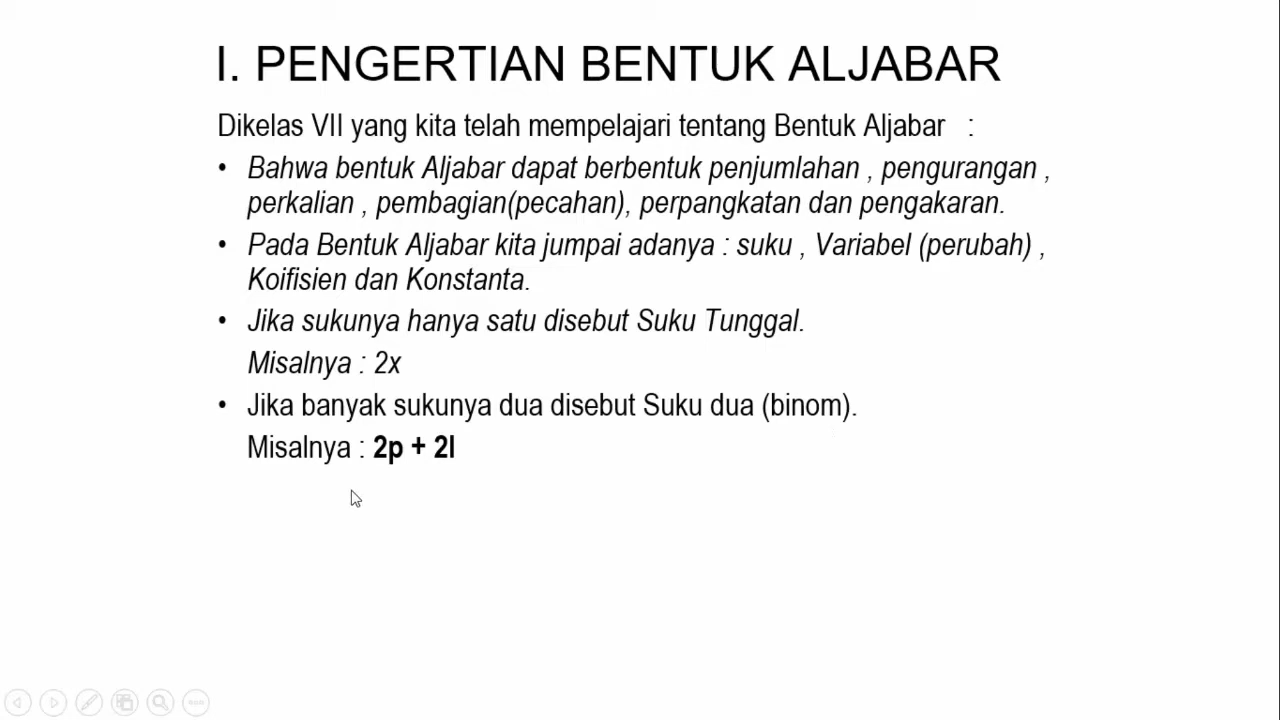 I. PENGERTIAN BENTUK ALJABAR
Dikelas VII yang kita telah mempelajari tentang Bentuk Aljabar :
• Bahwa bentuk Aljabar dapat berbentuk penjumlahan , pengurangan ,
perkalian , pembagian(pecahan), perpangkatan dan pengakaran.
• Pada Bentuk Aljabar kita jumpai adanya : suku , Variabel (perubah) ,
Koifisien dan Konstanta.
• Jika sukunya hanya satu disebut Suku Tunggal.
Misalnya : 2x
• Jika banyak sukunya dua disebut Suku dua (binom).
Misalnya : 2p + 2l